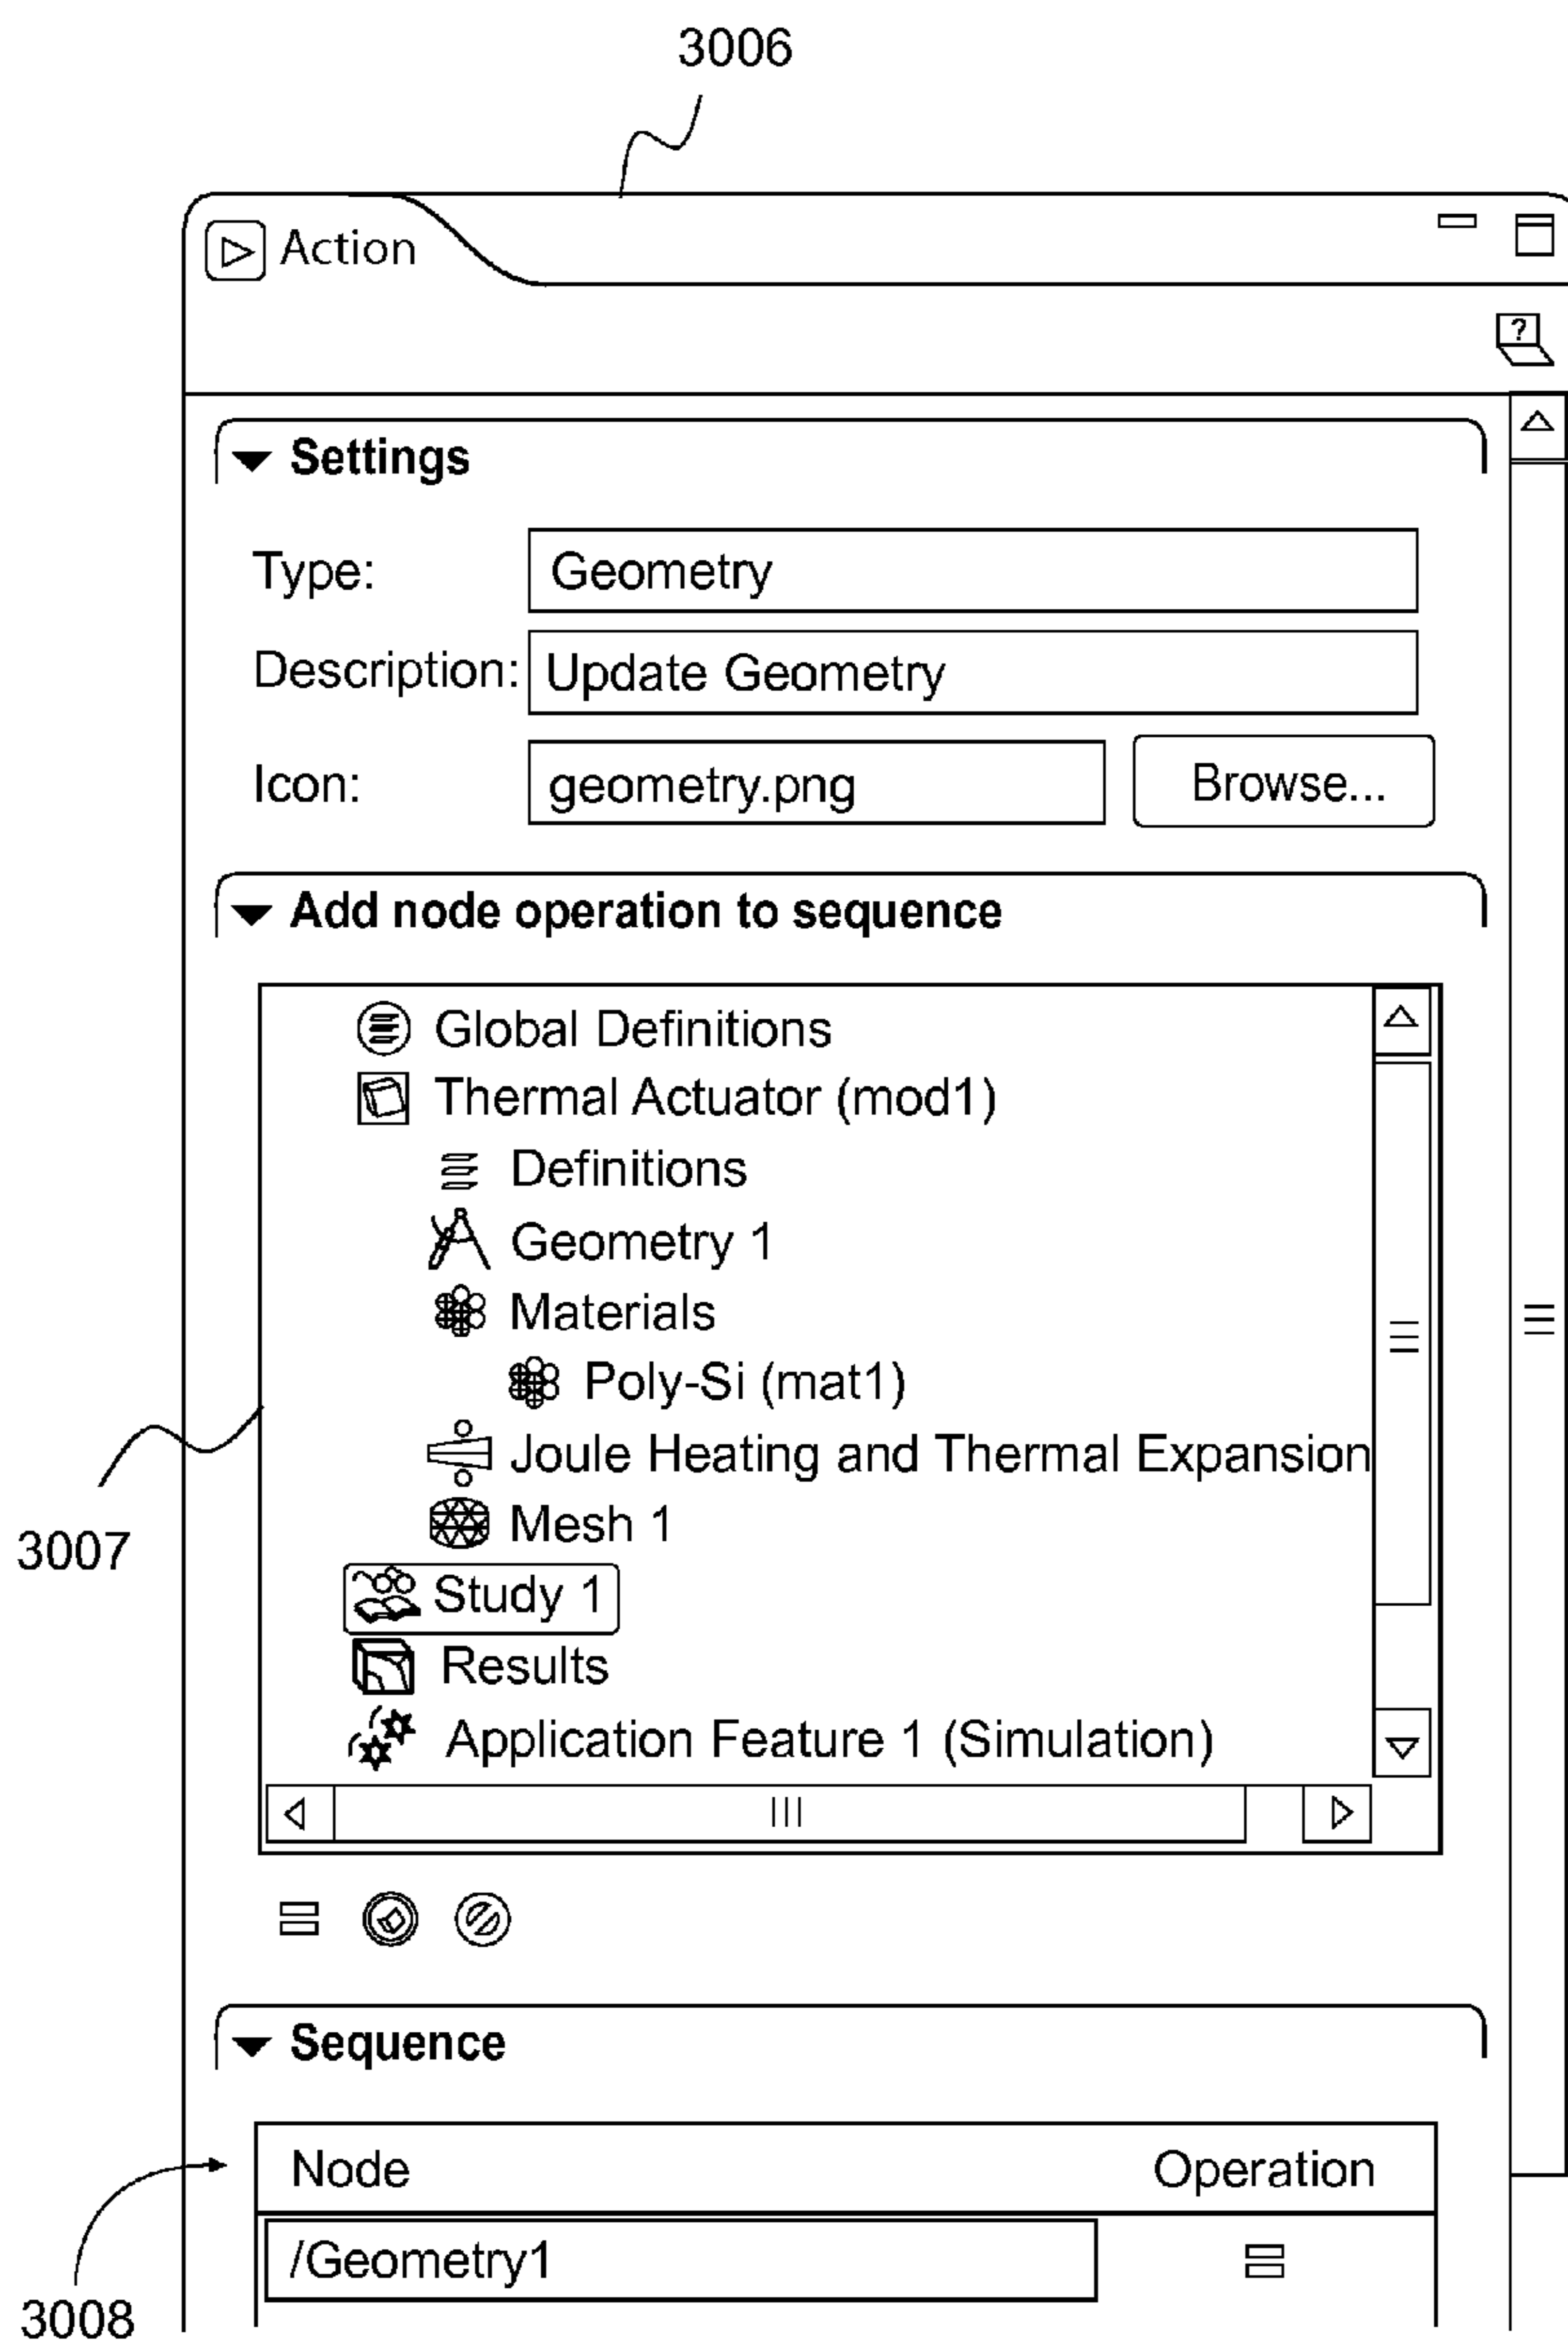 3006
Action
?
Settings
Type: Geometry
Description: Update Geometry
Icon: geometry.png Browse...
Add node operation to sequence
Global Definitions
Thermal Actuator (mod1)
Definitions
Geometry 1
Materials
Poly-Si (mat1)
Joule Heating and Thermal Expansion
Mesh 1
3007
Study 1
Results
Application Feature 1 (Simulation)
Sequence
Node Operation
/Geometry1
3008